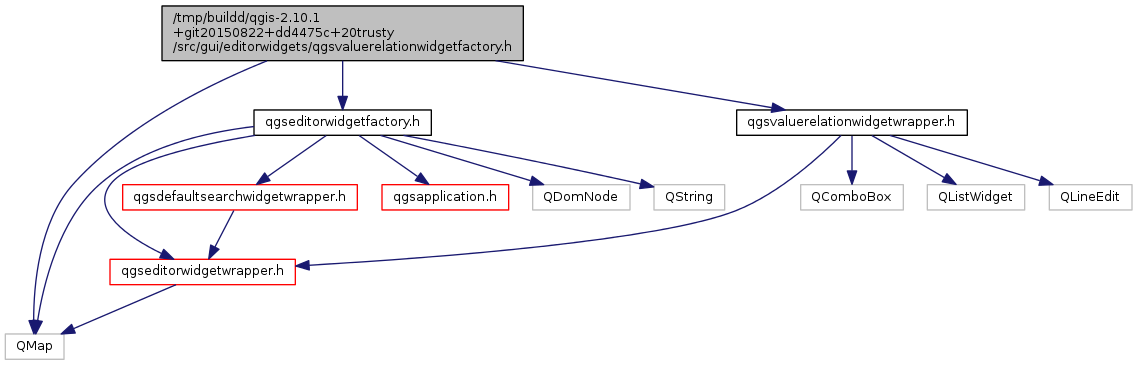 /tmp/buildd/qgis-2.10.1
+git20150822+dd4475c+20trusty
/src/gui/editorwidgets/qgsvaluerelationwidgetfactory.h
qgseditorwidgetfactory.h
qgsvaluerelationwidgetwrapper.h
qgsdefaultsearchwidgetwrapper.h
qgsapplication.h
QDomNode
QString
QComboBox
QListWidget
QLineEdit
qgseditorwidgetwrapper.h
QMap